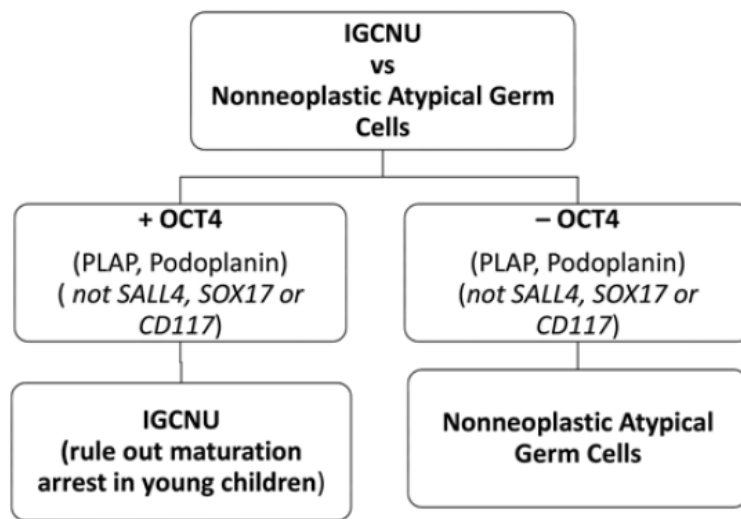 IGCNU
vs
Nonneoplastic Atypical Germ
Cells
+ OCT4
(PLAP, Podoplanin)
( not SALL4, SOX17 or
CD117)
– OCT4
(PLAP, Podoplanin)
(not SALL4, SOX17 or
CD117)
IGCNU
(rule out maturation
arrest in young children)
Nonneoplastic Atypical
Germ Cells